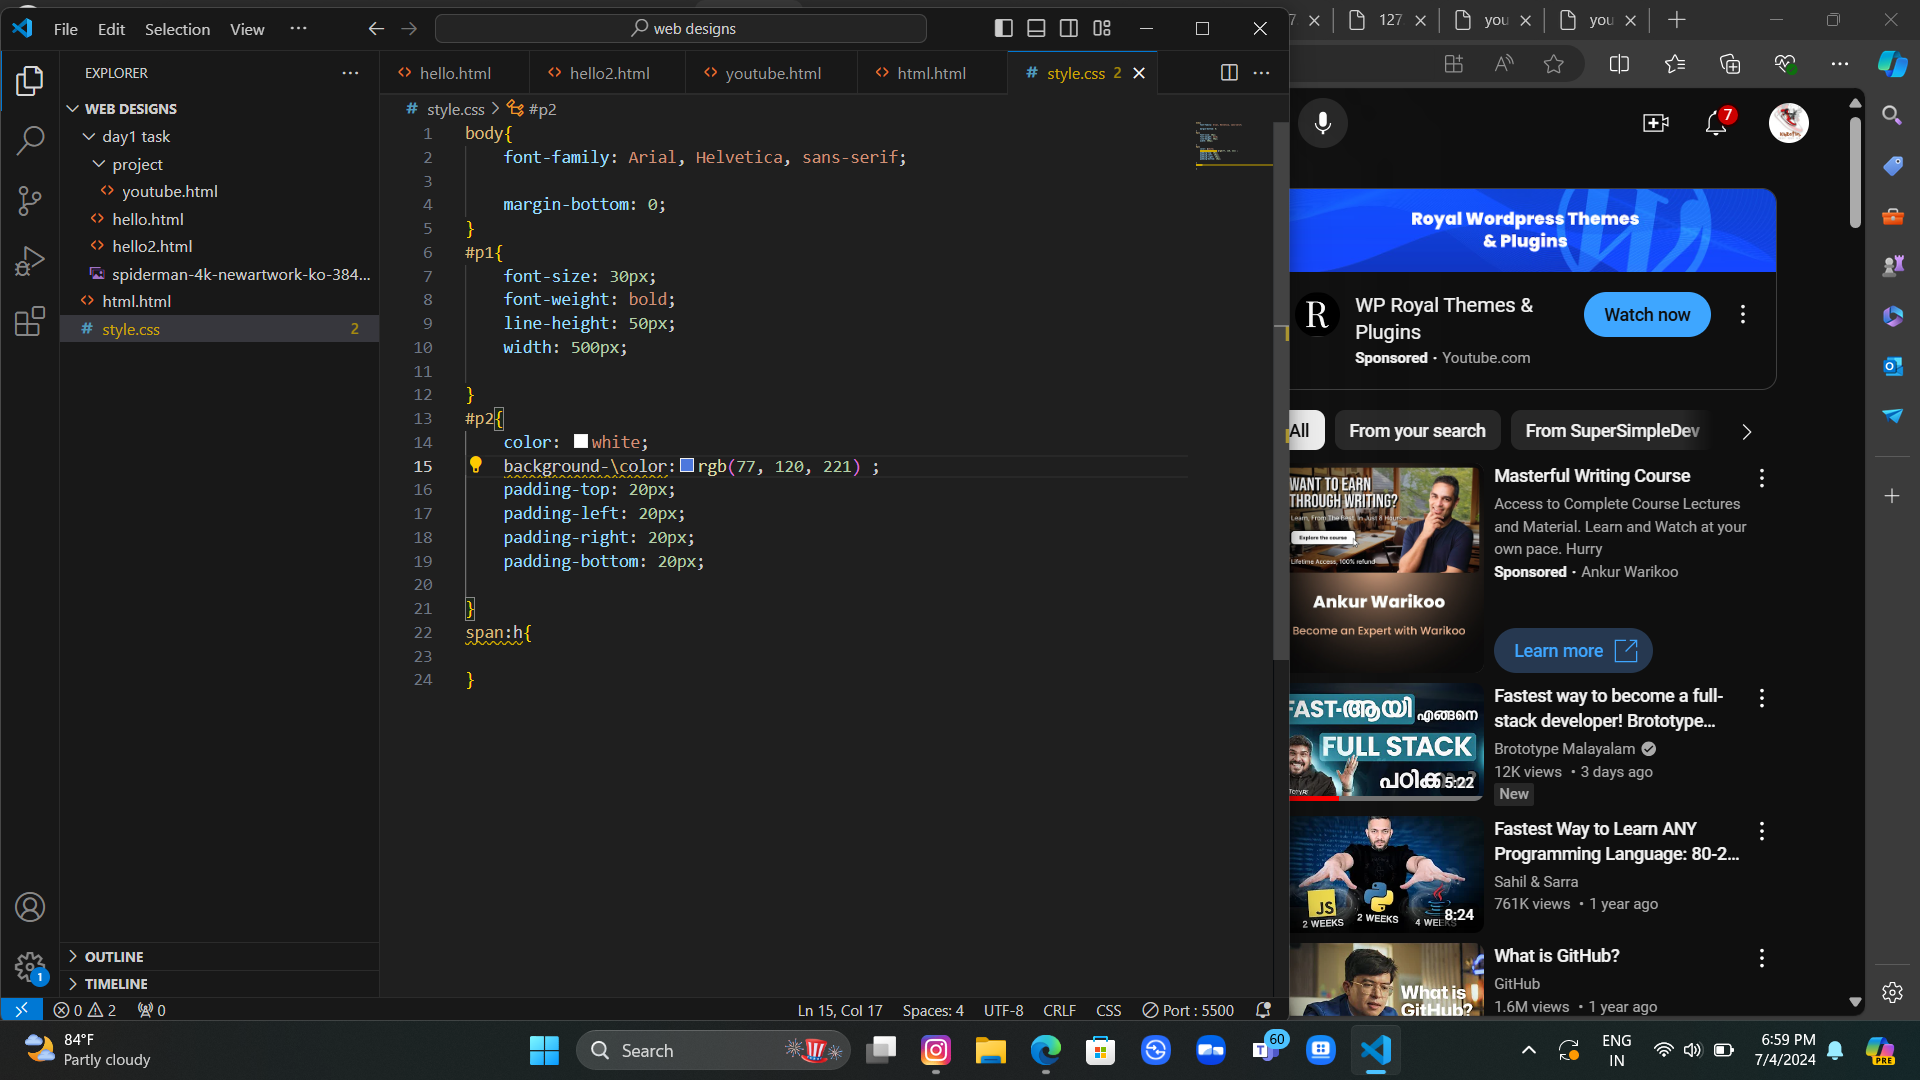 File Edit Selection View ···
web designs
EXPLORER ···
WEB DESIGNS
day1 task
project
youtube.html
hello.html
hello2.html
spiderman-4k-newartwork-ko-384...
html.html
style.css 2
OUTLINE
TIMELINE
hello.html hello2.html youtube.html html.html style.css 2
style.css > #p2
1 body{
2 font-family: Arial, Helvetica, sans-serif;
3
4 margin-bottom: 0;
5 }
6 #p1{
7 font-size: 30px;
8 font-weight: bold;
9 line-height: 50px;
10 width: 500px;
11
12 }
13 #p2{
14 color: white;
15 background-\color: rgb(77, 120, 221) ;
16 padding-top: 20px;
17 padding-left: 20px;
18 padding-right: 20px;
19 padding-bottom: 20px;
20
21 }
22 span:h{
23
24 }
0 2 0
Ln 15, Col 17 Spaces: 4 UTF-8 CRLF CSS Port : 5500
7 127 you you
7
Royal Wordpress Themes
& Plugins
R
WP Royal Themes &
Plugins
Sponsored · Youtube.com
Watch now
All From your search From SuperSimpleDev
WANT TO EARN
THROUGH WRITING?
Explore the course
Lifetime Access, 100% refund
Ankur Warikoo
Become an Expert with Warikoo
Masterful Writing Course
Access to Complete Course Lectures
and Material. Learn and Watch at your
own pace. Hurry
Sponsored · Ankur Warikoo
Learn more
FAST-ആയി എങ്ങനെ
FULL STACK
5:22
Fastest way to become a full-
stack developer! Brototype...
Brototype Malayalam
12K views • 3 days ago
New
JS
2 WEEKS 2 WEEKS 4 WEE
8:24
Fastest Way to Learn ANY
Programming Language: 80-2...
Sahil & Sarra
761K views • 1 year ago
What is
GitHub?
What is GitHub?
GitHub
1.6M views • 1 year ago
1
84°F
Partly cloudy
Search
60
ENG
IN
6:59 PM
7/4/2024
PRE